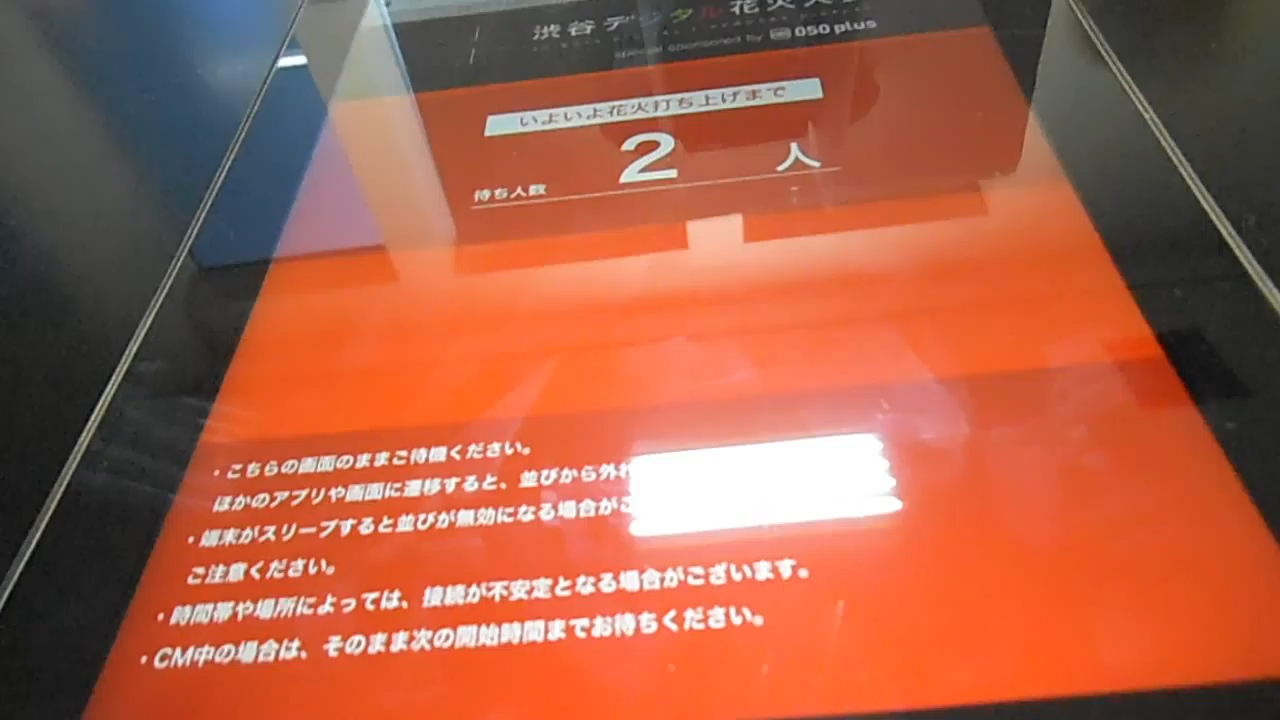 渋谷デジタル花火大
Special Sponsored by 050 plus
いよいよ花火打ち上げまで
待ち人数 2 人
・こちらの画面のままご待機ください。
ほかのアプリや画面に遷移すると、並びから外れ
・端末がスリープすると並びが無効になる場合がご
ご注意ください。
・時間帯や場所によっては、接続が不安定となる場合がございます。
・CM中の場合は、そのまま次の開始時間までお待ちください。